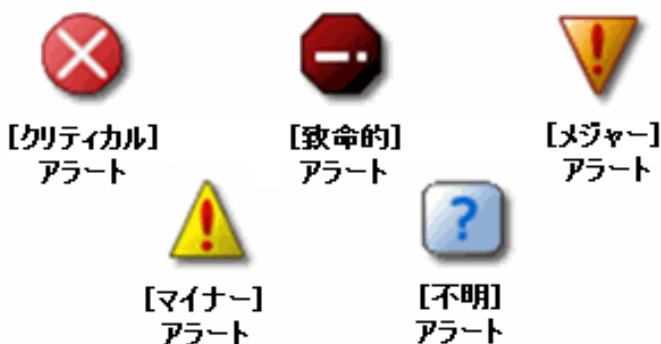 [クリティカル]
アラート
[致命的]
アラート
[メジャー]
アラート
[マイナー]
アラート
[不明]
アラート